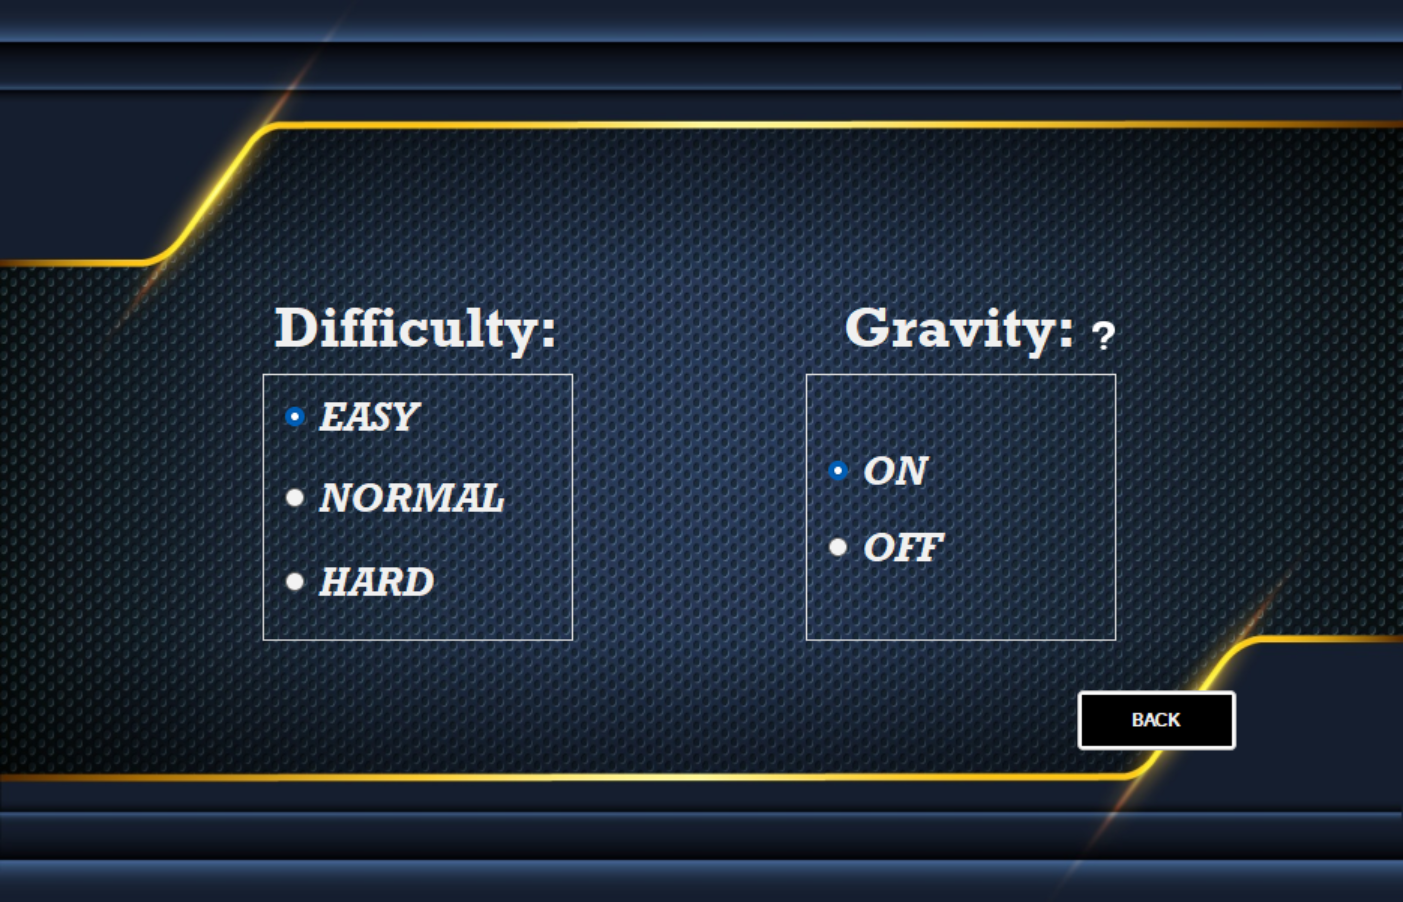 Difficulty:
EASY
NORMAL
HARD
Gravity: ?
ON
OFF
BACK